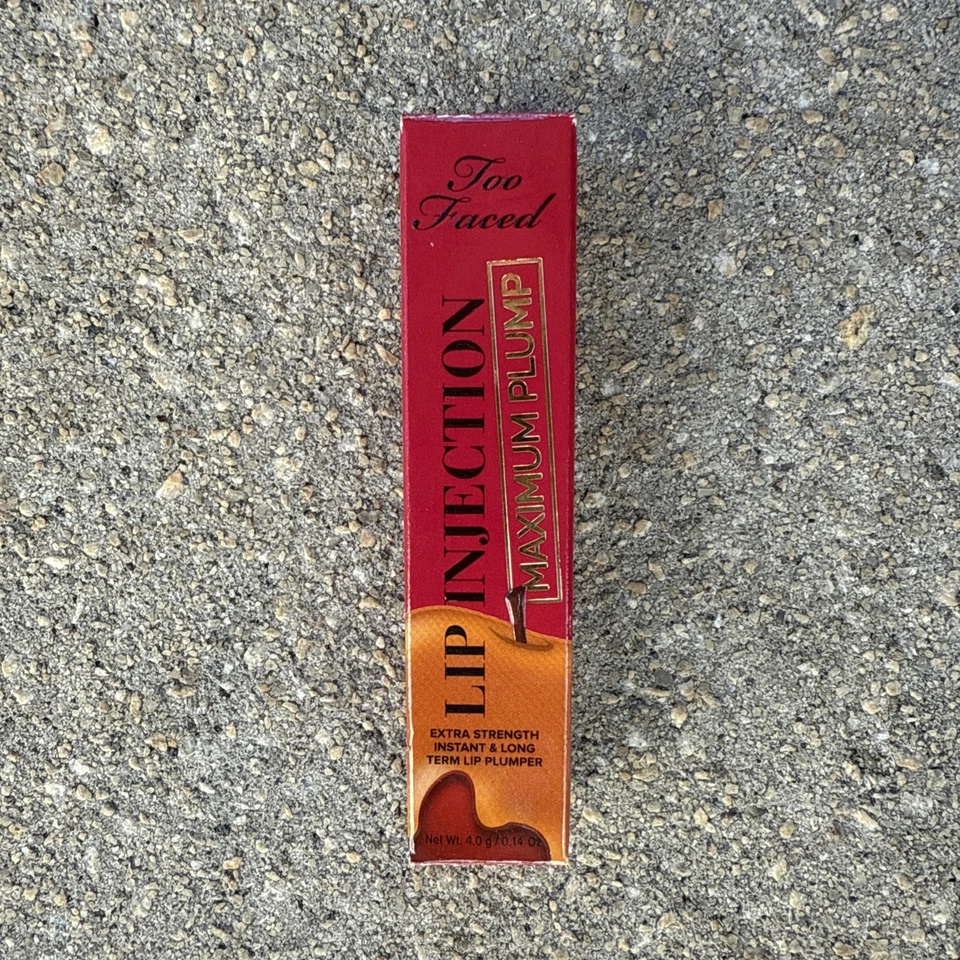 Too
Faced
LIP INJECTION
MAXIMUM PLUMP
EXTRA STRENGTH
INSTANT & LONG
TERM LIP PLUMPER
Net Wt. 4.0 g / 0.14 Oz